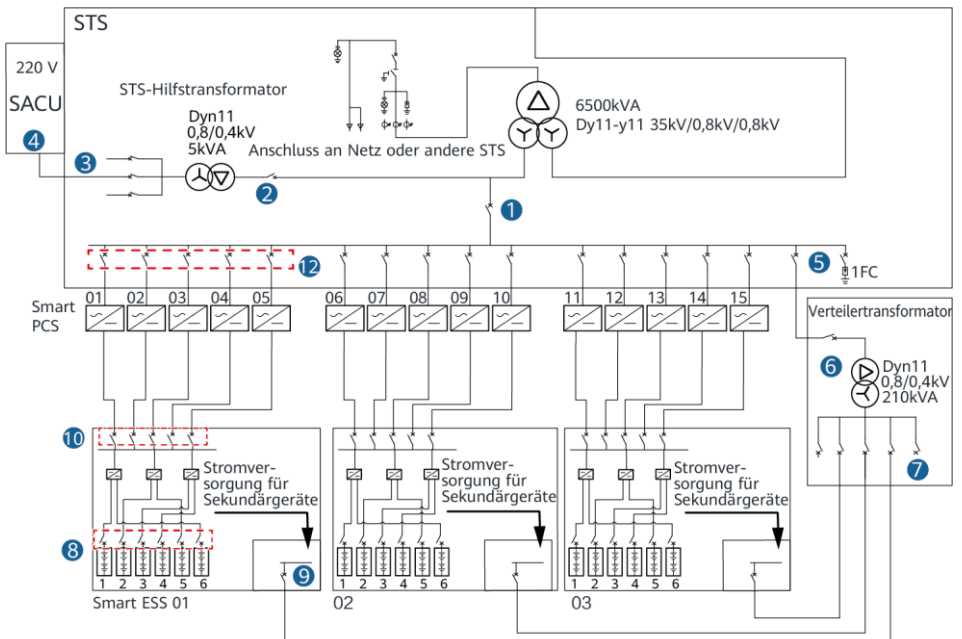 STS
220 V
SACU
4
3
STS-Hilfstransformator
Dyn11
0,8/0,4kV
5kVA
2
Anschluss an Netz oder andere STS
6500kVA
Dy11-y11 35kV/0,8kV/0,8kV
1
12
5
1FC
Smart
PCS
01 02 03 04 05
06 07 08 09 10
11 12 13 14 15
Verteilertransformator
6
Dyn11
0,8/0,4kV
210kVA
7
10
Stromver-
sorgung für
Sekundärgeräte
8
9
1 2 3 4 5 6
Smart ESS 01
Stromver-
sorgung für
Sekundärgeräte
1 2 3 4 5 6
02
Stromver-
sorgung für
Sekundärgeräte
1 2 3 4 5 6
03